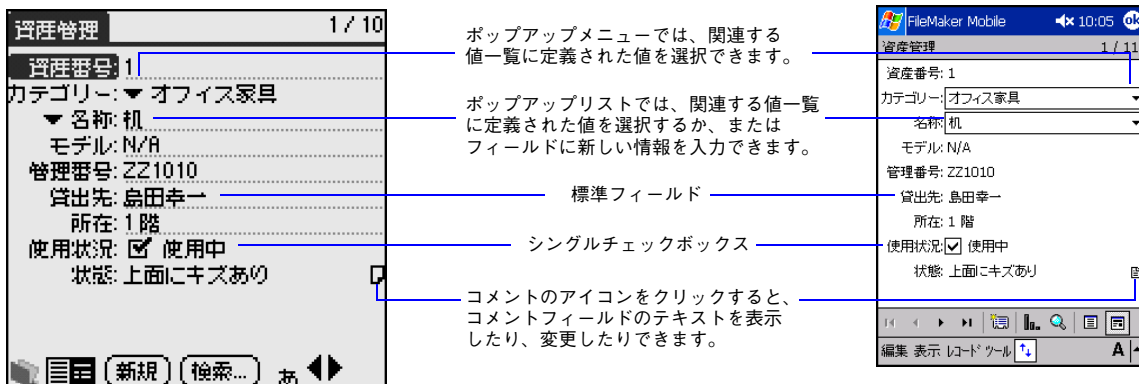 資産管理 1 / 10
資産番号: 1
カテゴリー: オフィス家具
名称: 机
モデル: N/A
管理番号: ZZ1010
貸出先: 島田幸一
所在: 1 階
使用状況: 使用中
状態: 上面にキズあり
新規 検索... あ
ポップアップメニューでは、関連する
値一覧に定義された値を選択できます。
ポップアップリストでは、関連する値一覧
に定義された値を選択するか、または
フィールドに新しい情報を入力できます。
標準フィールド
シングルチェックボックス
コメントのアイコンをクリックすると、
コメントフィールドのテキストを表示
したり、変更したりできます。
FileMaker Mobile 10:05 ok
資産管理 1 / 11
資産番号: 1
カテゴリー: オフィス家具
名称: 机
モデル: N/A
管理番号: ZZ1010
貸出先: 島田幸一
所在: 1 階
使用状況: 使用中
状態: 上面にキズあり
編集 表示 レコード ツール A